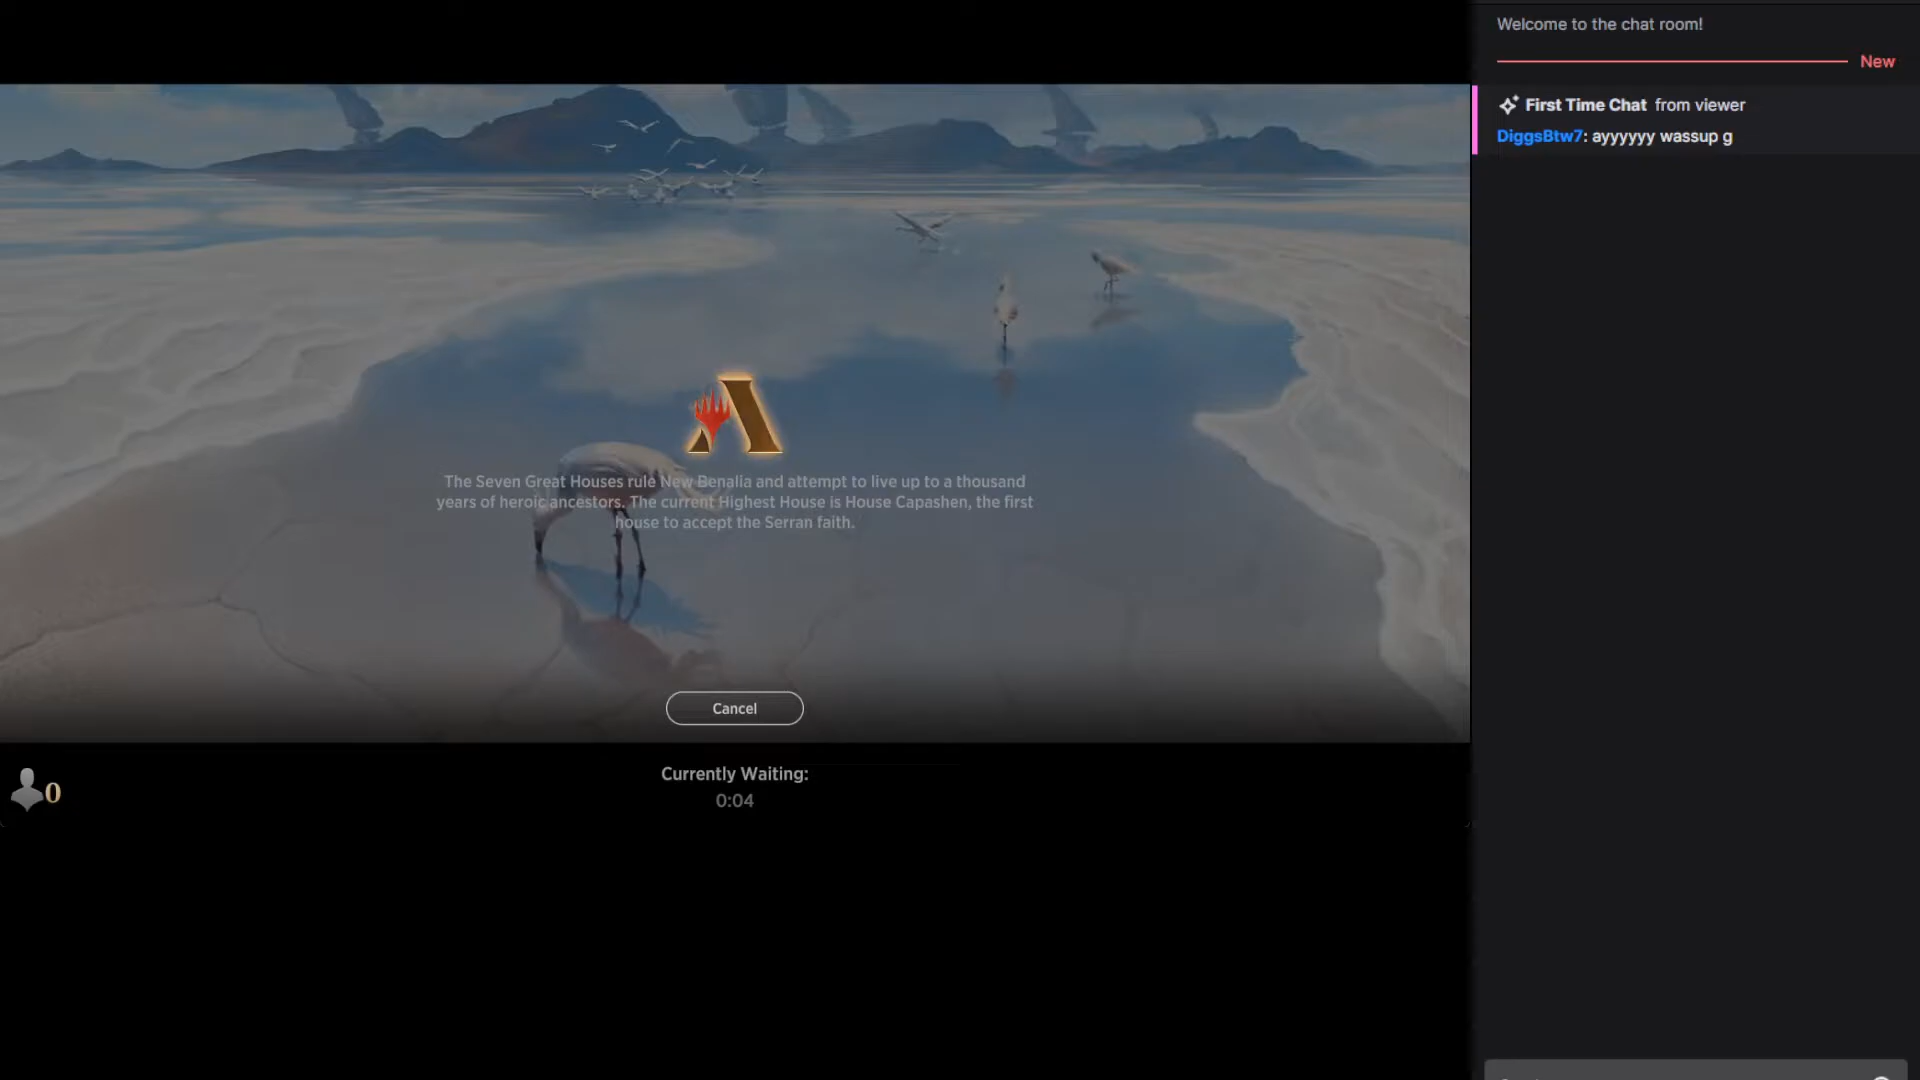 Welcome to the chat room!
New
First Time Chat from viewer
DiggsBtw7: ayyyyyy wassup g
The Seven Great Houses rule New Benalia and attempt to live up to a thousand
years of heroic ancestors. The current Highest House is House Capashen, the first
house to accept the Serran faith.
Cancel
Currently Waiting:
0:04
0